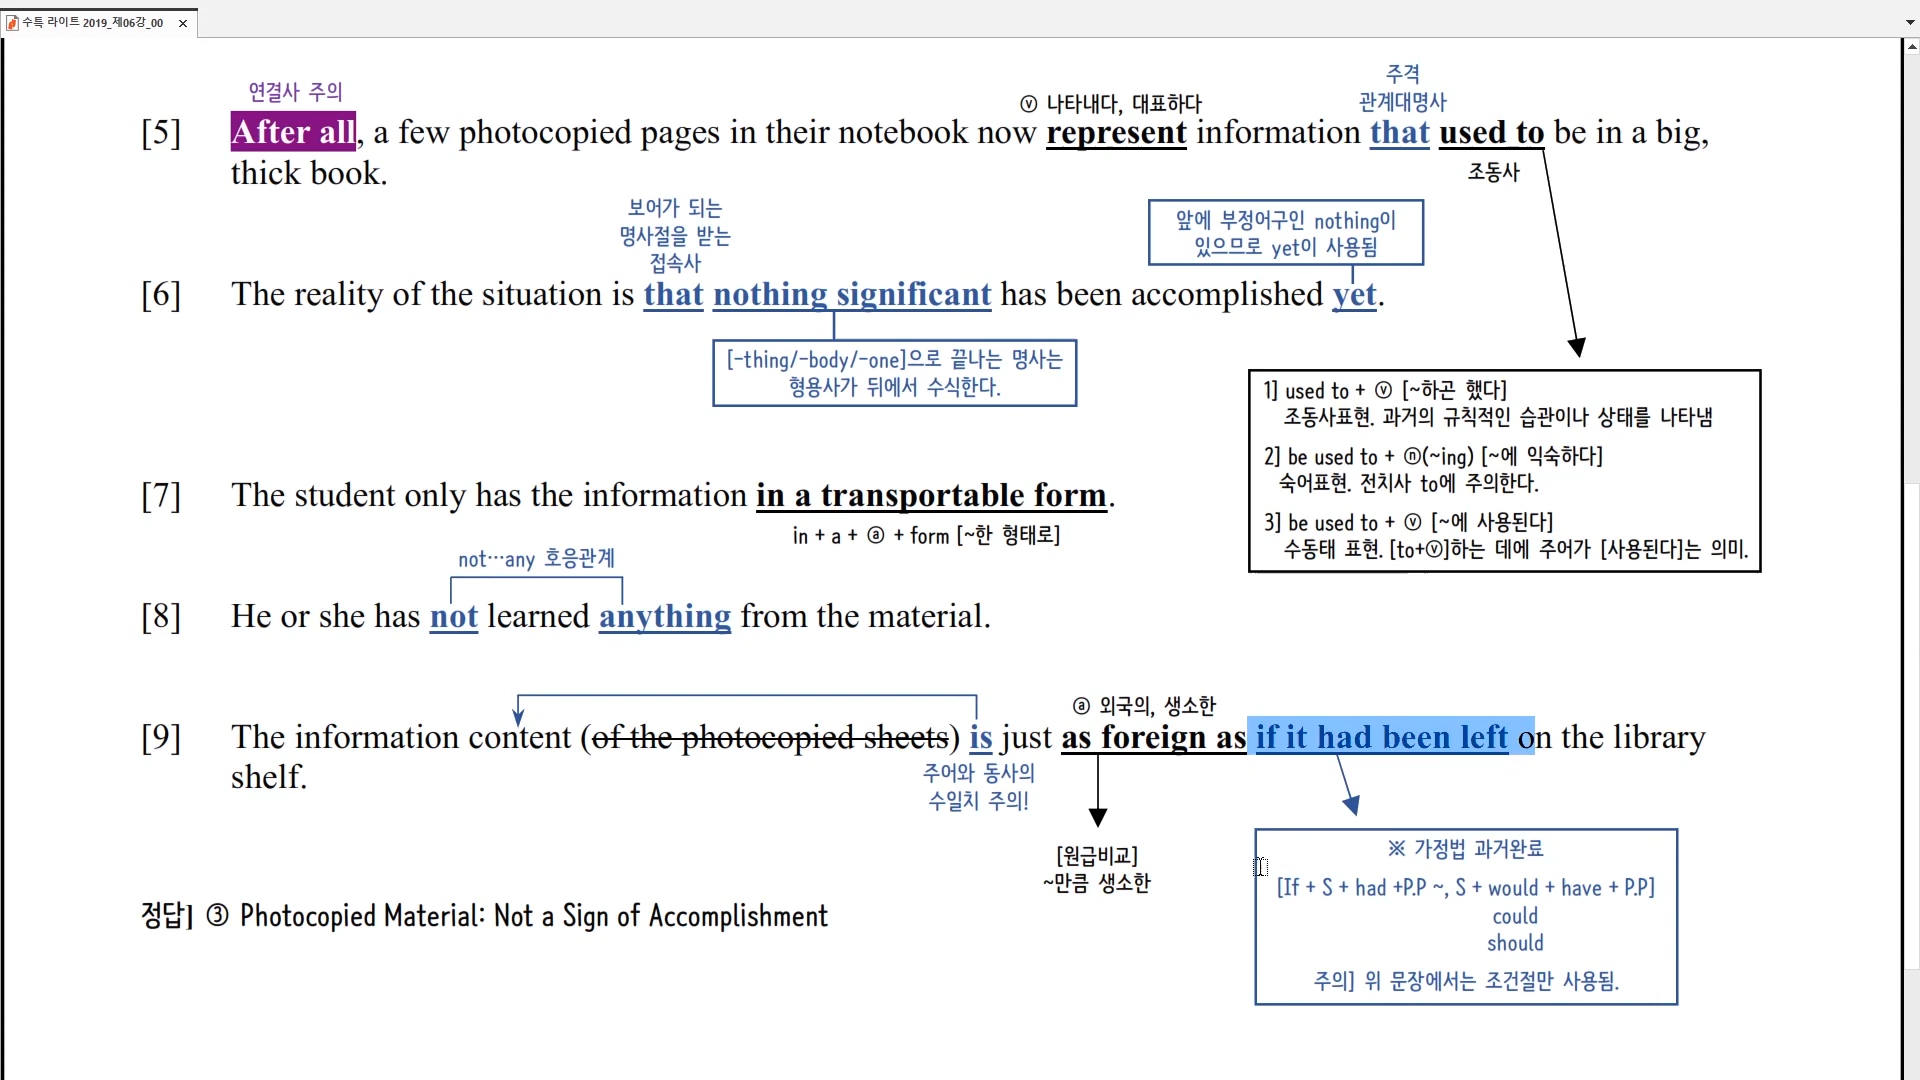 수특 라이트 2019_제06강_00
연결사 주의
ⓥ 나타내다, 대표하다
주격
관계대명사
[5] After all, a few photocopied pages in their notebook now represent information that used to be in a big,
thick book.
조동사
보어가 되는
명사절을 받는
접속사
앞에 부정어구인 nothing이
있으므로 yet이 사용됨
[6] The reality of the situation is that nothing significant has been accomplished yet.
[-thing/-body/-one]으로 끝나는 명사는
형용사가 뒤에서 수식한다.
1] used to + ⓥ [~하곤 했다]
조동사표현. 과거의 규칙적인 습관이나 상태를 나타냄
2] be used to + ⓝ(~ing) [~에 익숙하다]
숙어표현. 전치사 to에 주의한다.
3] be used to + ⓥ [~에 사용된다]
수동태 표현. [to+ⓥ]하는 데에 주어가 [사용된다]는 의미.
[7] The student only has the information in a transportable form.
in + a + ⓐ + form [~한 형태로]
not…any 호응관계
[8] He or she has not learned anything from the material.
ⓐ 외국의, 생소한
[9] The information content (of the photocopied sheets) is just as foreign as if it had been left on the library
shelf.
주어와 동사의
수일치 주의!
[원급비교]
~만큼 생소한
※ 가정법 과거완료
[If + S + had +P.P ~, S + would + have + P.P]
could
should
주의] 위 문장에서는 조건절만 사용됨.
정답] ③ Photocopied Material: Not a Sign of Accomplishment